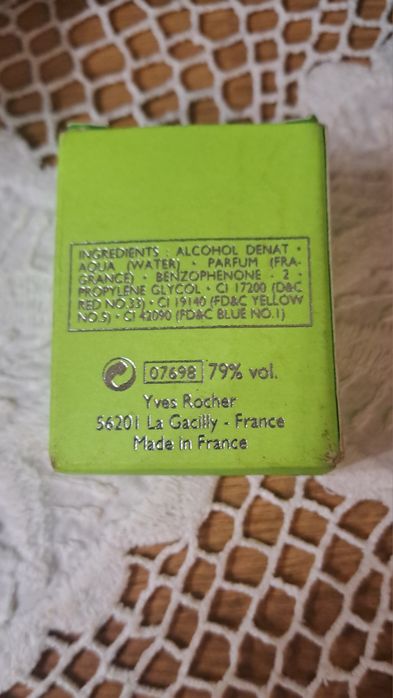 INGREDIENTS : ALCOHOL DENAT •
AQUA (WATER) • PARFUM (FRA-
GRANCE) • BENZOPHENONE - 2 •
PROPYLENE GLYCOL • CI 17200 (D&C
RED NO.33) • CI 19140 (FD&C YELLOW
NO.5) • CI 42090 (FD&C BLUE NO.1)
07698 79% vol.
Yves Rocher
56201 La Gacilly - France
Made in France